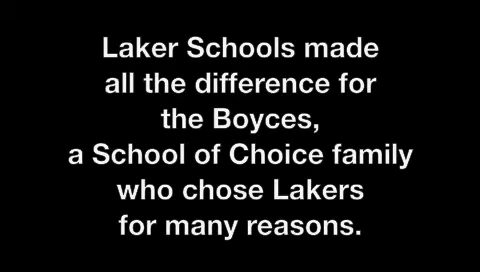 Laker Schools made
all the difference for
the Boyces,
a School of Choice family
who chose Lakers
for many reasons.